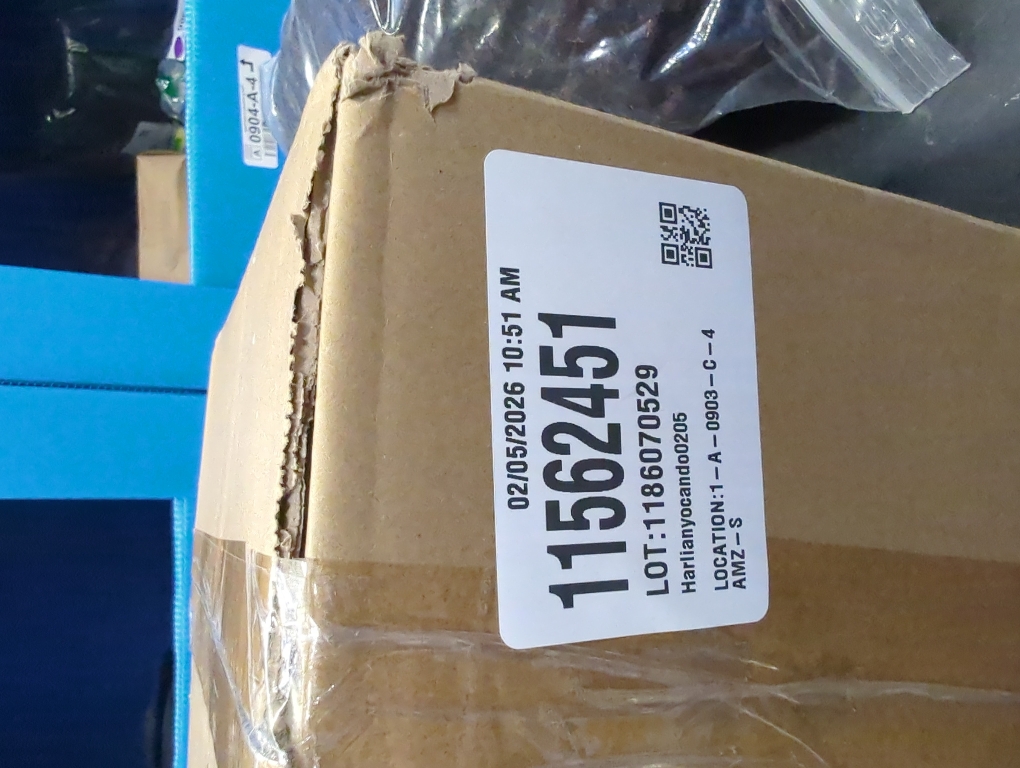 02/05/2026 10:51 AM
11562451
LOT:1186070529
Harlianyocando0205
LOCATION:1-A-0903-C-4
AMZ-S
A 0904-A-4